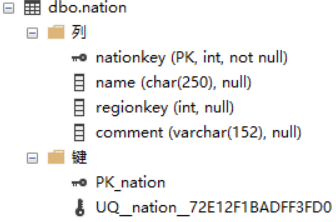 dbo.nation
列
nationkey (PK, int, not null)
name (char(250), null)
regionkey (int, null)
comment (varchar(152), null)
键
PK_nation
UQ__nation__72E12F1BADFF3FD0